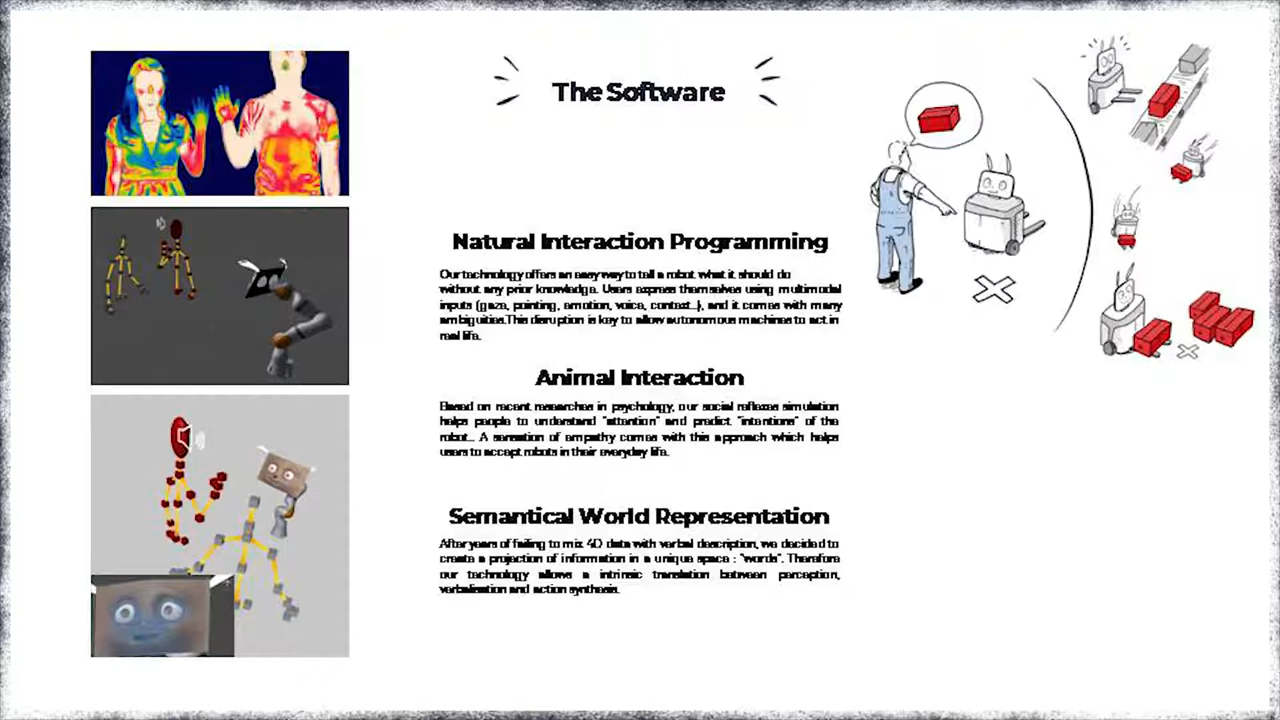 The Software
Natural Interaction Programming
Our technology offers an easy way to tell a robot what it should do
without any prior knowledge. Users express themselves using multimodal
inputs (gaze, pointing, emotion, voice, context...), and it comes with many
ambiguities.This disruption is key to allow autonomous machines to act in
real life.
Animal Interaction
Based on recent researches in psychology, our social reflexes simulation
helps people to understand "attention" and predict "intentions" of the
robot... A sensation of empathy comes with this approach which helps
users to accept robots in their everyday life.
Semantical World Representation
After years of failing to mix 4D data with verbal description, we decided to
create a projection of information in a unique space : "words". Therefore
our technology allows a intrinsic translation between perception,
verbalisation and action synthesis.